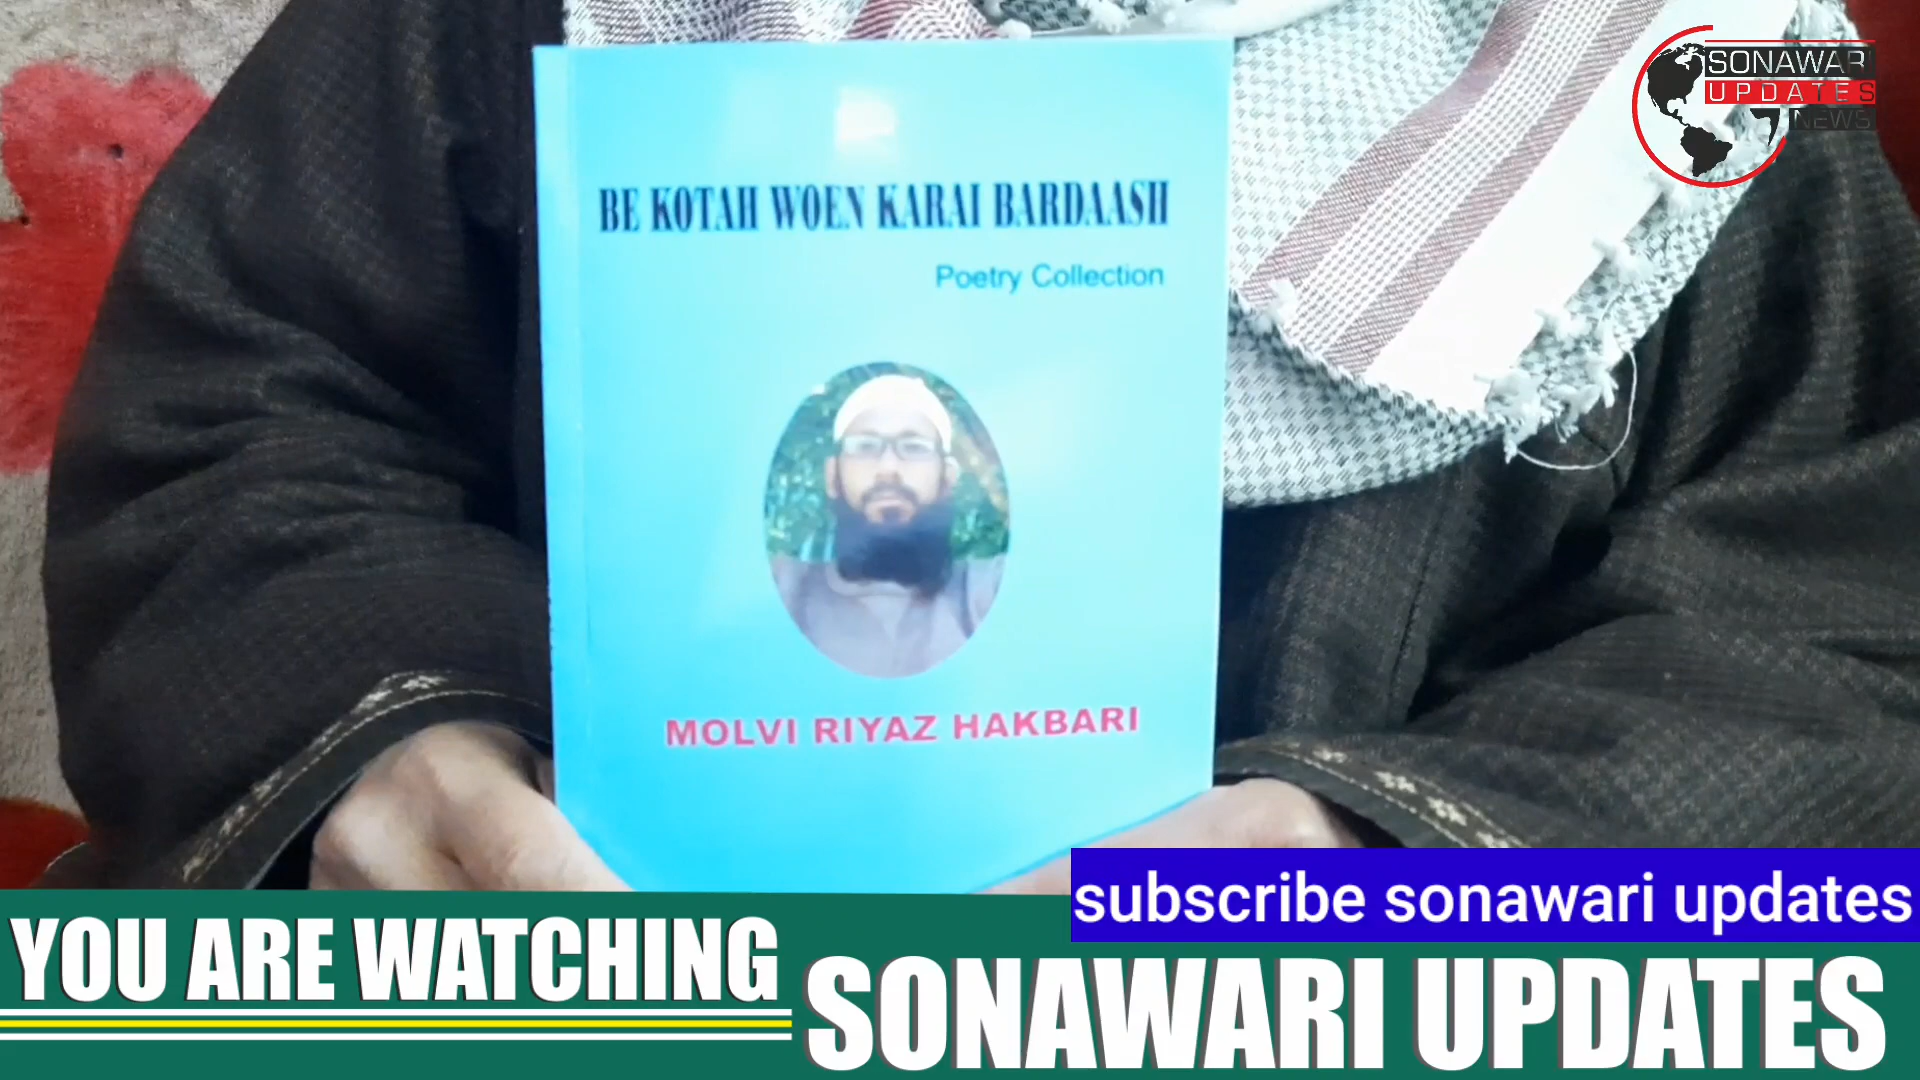 SONAWARI
UPDATES
NEWS
BE KOTAH WOEN KARAI BARDAASH
Poetry Collection
MOLVI RIYAZ HAKBARI
subscribe sonawari updates
YOU ARE WATCHING
SONAWARI UPDATES